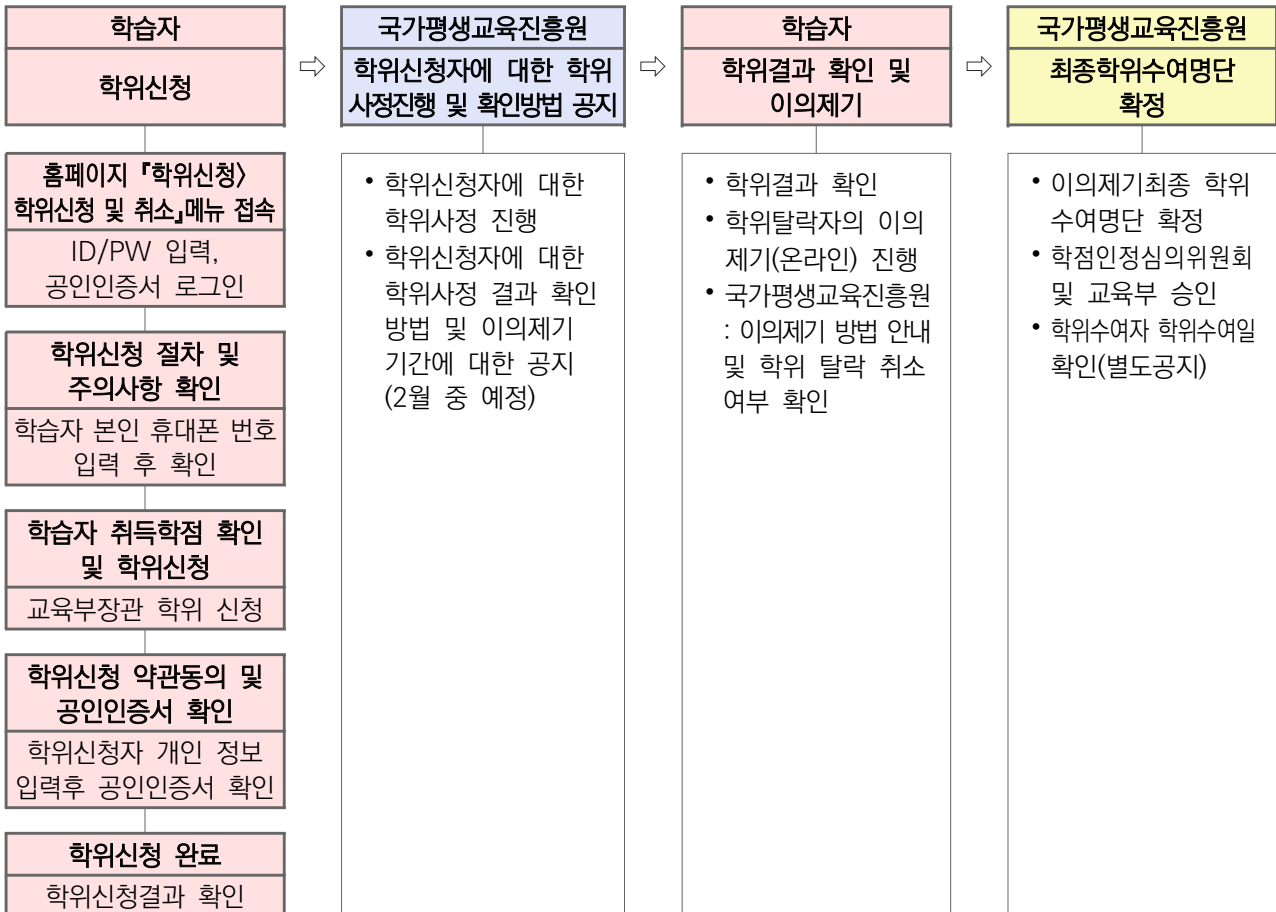 학습자
학위신청
국가평생교육진흥원
학위신청자에 대한 학위
사정진행 및 확인방법 공지
학습자
학위결과 확인 및
이의제기
국가평생교육진흥원
최종학위수여명단
확정
⇨
⇨
⇨
홈페이지 『학위신청〉
학위신청 및 취소」메뉴 접속
ID/PW 입력,
공인인증서 로그인
학위신청 절차 및
주의사항 확인
학습자 본인 휴대폰 번호
입력 후 확인
학습자 취득학점 확인
및 학위신청
교육부장관 학위 신청
학위신청 약관동의 및
공인인증서 확인
학위신청자 개인 정보
입력후 공인인증서 확인
학위신청 완료
학위신청결과 확인
• 학위신청자에 대한
학위사정 진행
• 학위신청자에 대한
학위사정 결과 확인
방법 및 이의제기
기간에 대한 공지
(2월 중 예정)
• 학위결과 확인
• 학위탈락자의 이의
제기(온라인) 진행
• 국가평생교육진흥원
: 이의제기 방법 안내
및 학위 탈락 취소
여부 확인
• 이의제기최종 학위
수여명단 확정
• 학점인정심의위원회
및 교육부 승인
• 학위수여자 학위수여일
확인(별도공지)